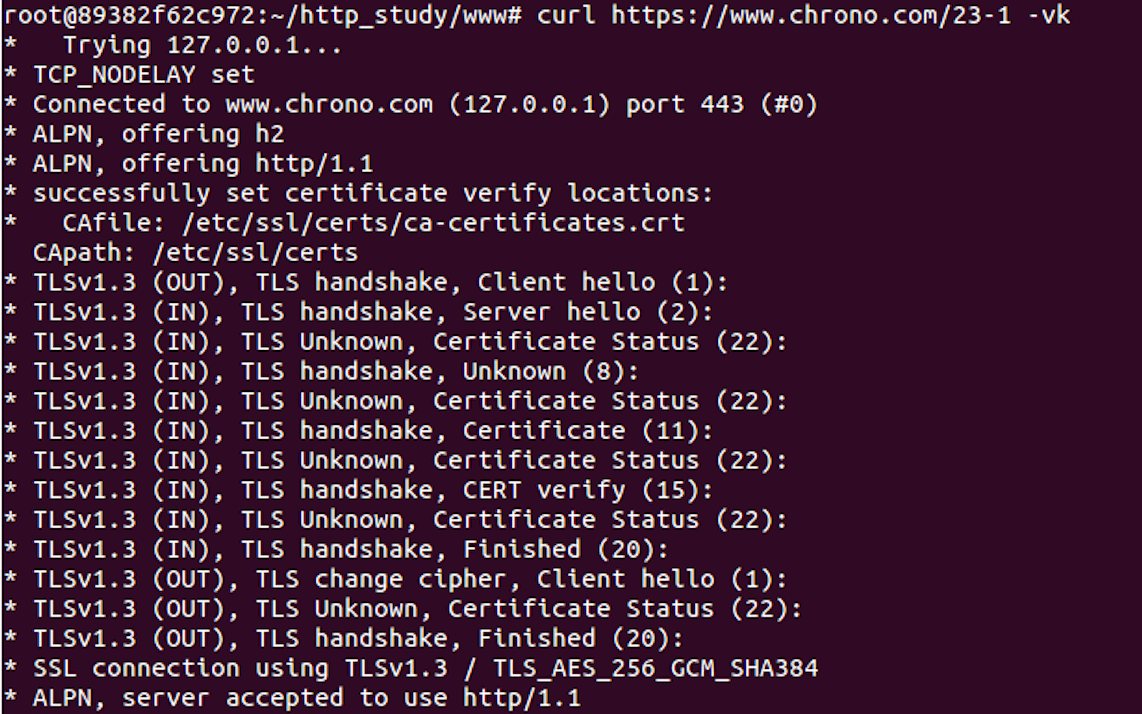 root@89382f62c972:~/http_study/www# curl https://www.chrono.com/23-1 -vk
*   Trying 127.0.0.1...
* TCP_NODELAY set
* Connected to www.chrono.com (127.0.0.1) port 443 (#0)
* ALPN, offering h2
* ALPN, offering http/1.1
* successfully set certificate verify locations:
*   CAfile: /etc/ssl/certs/ca-certificates.crt
  CApath: /etc/ssl/certs
* TLSv1.3 (OUT), TLS handshake, Client hello (1):
* TLSv1.3 (IN), TLS handshake, Server hello (2):
* TLSv1.3 (IN), TLS Unknown, Certificate Status (22):
* TLSv1.3 (IN), TLS handshake, Unknown (8):
* TLSv1.3 (IN), TLS Unknown, Certificate Status (22):
* TLSv1.3 (IN), TLS handshake, Certificate (11):
* TLSv1.3 (IN), TLS Unknown, Certificate Status (22):
* TLSv1.3 (IN), TLS handshake, CERT verify (15):
* TLSv1.3 (IN), TLS Unknown, Certificate Status (22):
* TLSv1.3 (IN), TLS handshake, Finished (20):
* TLSv1.3 (OUT), TLS change cipher, Client hello (1):
* TLSv1.3 (OUT), TLS Unknown, Certificate Status (22):
* TLSv1.3 (OUT), TLS handshake, Finished (20):
* SSL connection using TLSv1.3 / TLS_AES_256_GCM_SHA384
* ALPN, server accepted to use http/1.1